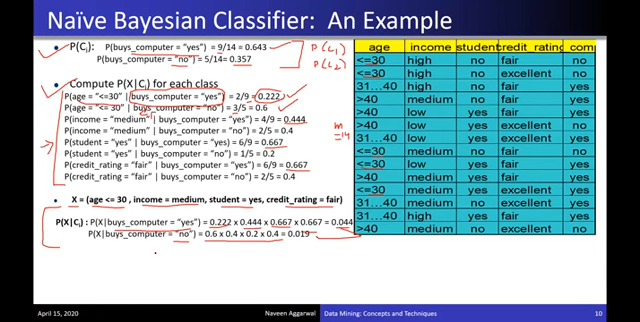 Naïve Bayesian Classifier: An Example
P(Ci): P(buys_computer = "yes") = 9/14 = 0.643
P(buys_computer = "no") = 5/14= 0.357
P(C1)
P(C2)
Compute P(X|Ci) for each class
P(age = "<=30" | buys_computer = "yes") = 2/9 = 0.222
P(age = "<= 30" | buys_computer = "no") = 3/5 = 0.6
P(income = "medium" | buys_computer = "yes") = 4/9 = 0.444
P(income = "medium" | buys_computer = "no") = 2/5 = 0.4
P(student = "yes" | buys_computer = "yes) = 6/9 = 0.667
P(student = "yes" | buys_computer = "no") = 1/5 = 0.2
P(credit_rating = "fair" | buys_computer = "yes") = 6/9 = 0.667
P(credit_rating = "fair" | buys_computer = "no") = 2/5 = 0.4
m
=14
X = (age <= 30 , income = medium, student = yes, credit_rating = fair)
P(X|Ci) : P(X|buys_computer = "yes") = 0.222 x 0.444 x 0.667 x 0.667 = 0.044
P(X|buys_computer = "no") = 0.6 x 0.4 x 0.2 x 0.4 = 0.019
age income student credit_rating comp
<=30 high no fair no
<=30 high no excellent no
31…40 high no fair yes
>40 medium no fair yes
>40 low yes fair yes
>40 low yes excellent no
31…40 low yes excellent yes
<=30 medium no fair no
<=30 low yes fair yes
>40 medium yes fair yes
<=30 medium yes excellent yes
31…40 medium no excellent yes
31…40 high yes fair yes
>40 medium no excellent no
April 15, 2020 Naveen Aggarwal Data Mining: Concepts and Techniques 10